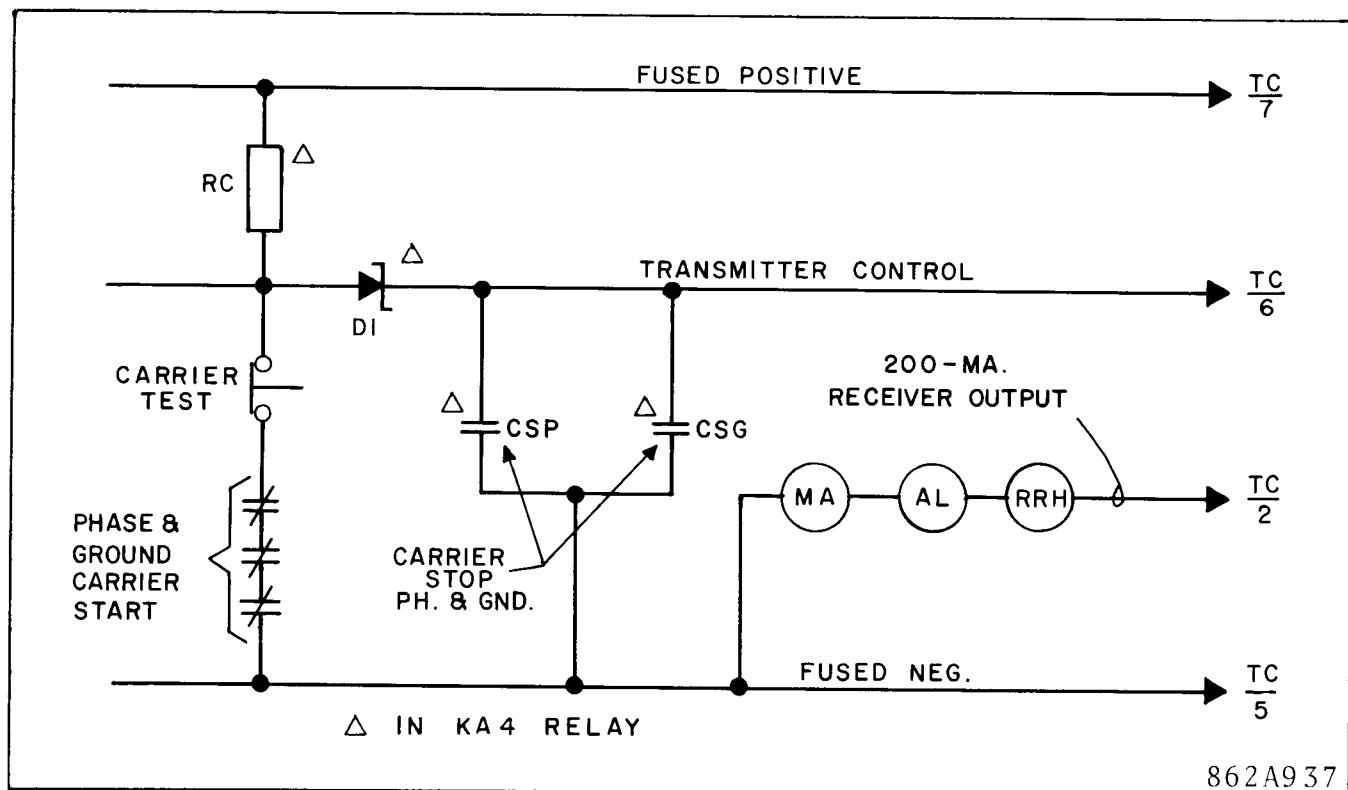 FUSED POSITIVE
TC
7
△
RC
△
TRANSMITTER CONTROL
TC
6
D1
CARRIER
TEST
200-MA.
RECEIVER OUTPUT
△
CSP
△
CSG
MA
AL
RRH
TC
2
PHASE &
GROUND
CARRIER
START
CARRIER
STOP
PH. & GND.
FUSED NEG.
TC
5
△ IN KA4 RELAY
862A937